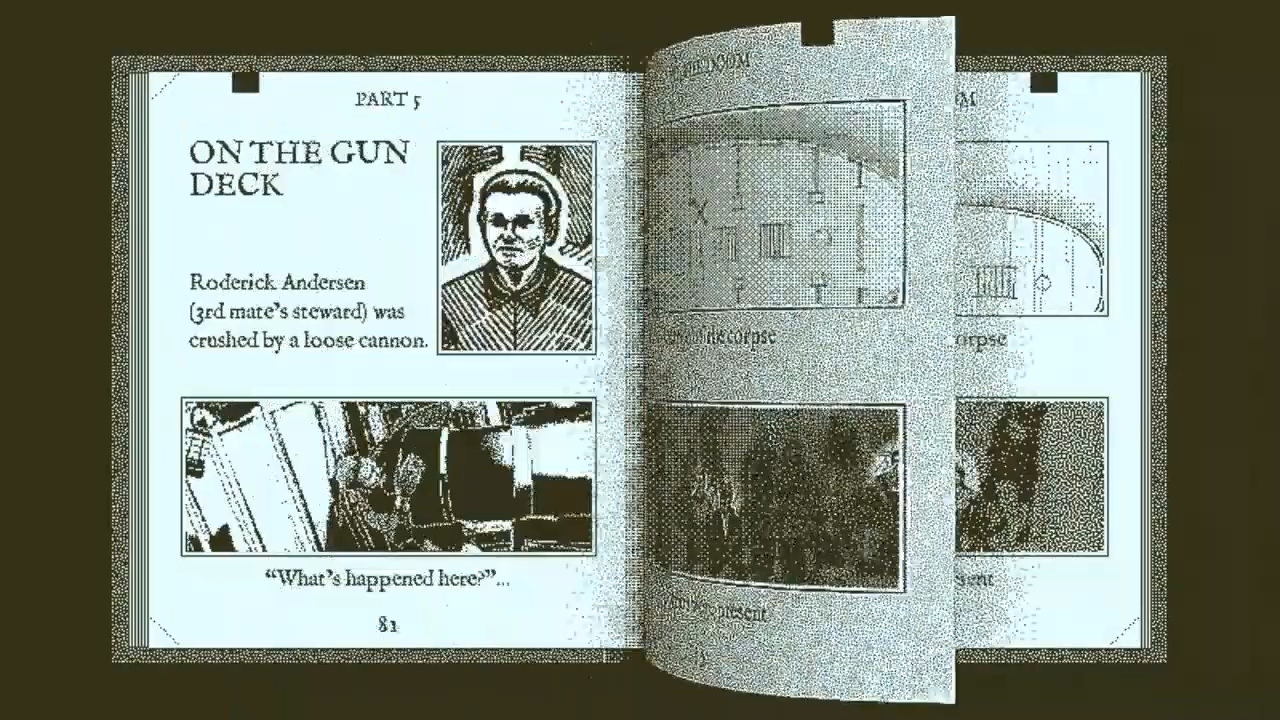 PART 5
ON THE GUN
DECK
Roderick Andersen
(3rd mate's steward) was
crushed by a loose cannon.
"What's happened here?"...
81
DOOM
corpse
present